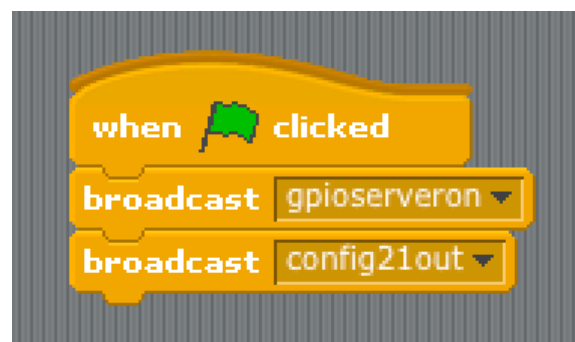 when clicked
broadcast gpioserveron
broadcast config21out